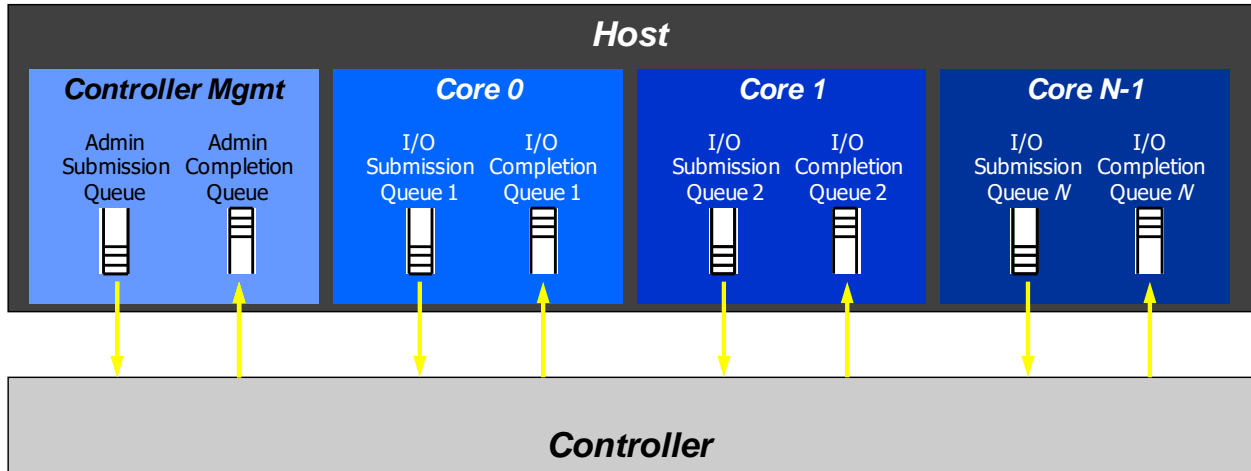 Host
Controller Mgmt
Admin
Submission
Queue
Admin
Completion
Queue
Core 0
I/O
Submission
Queue 1
I/O
Completion
Queue 1
Core 1
I/O
Submission
Queue 2
I/O
Completion
Queue 2
Core N-1
I/O
Submission
Queue N
I/O
Completion
Queue N
Controller